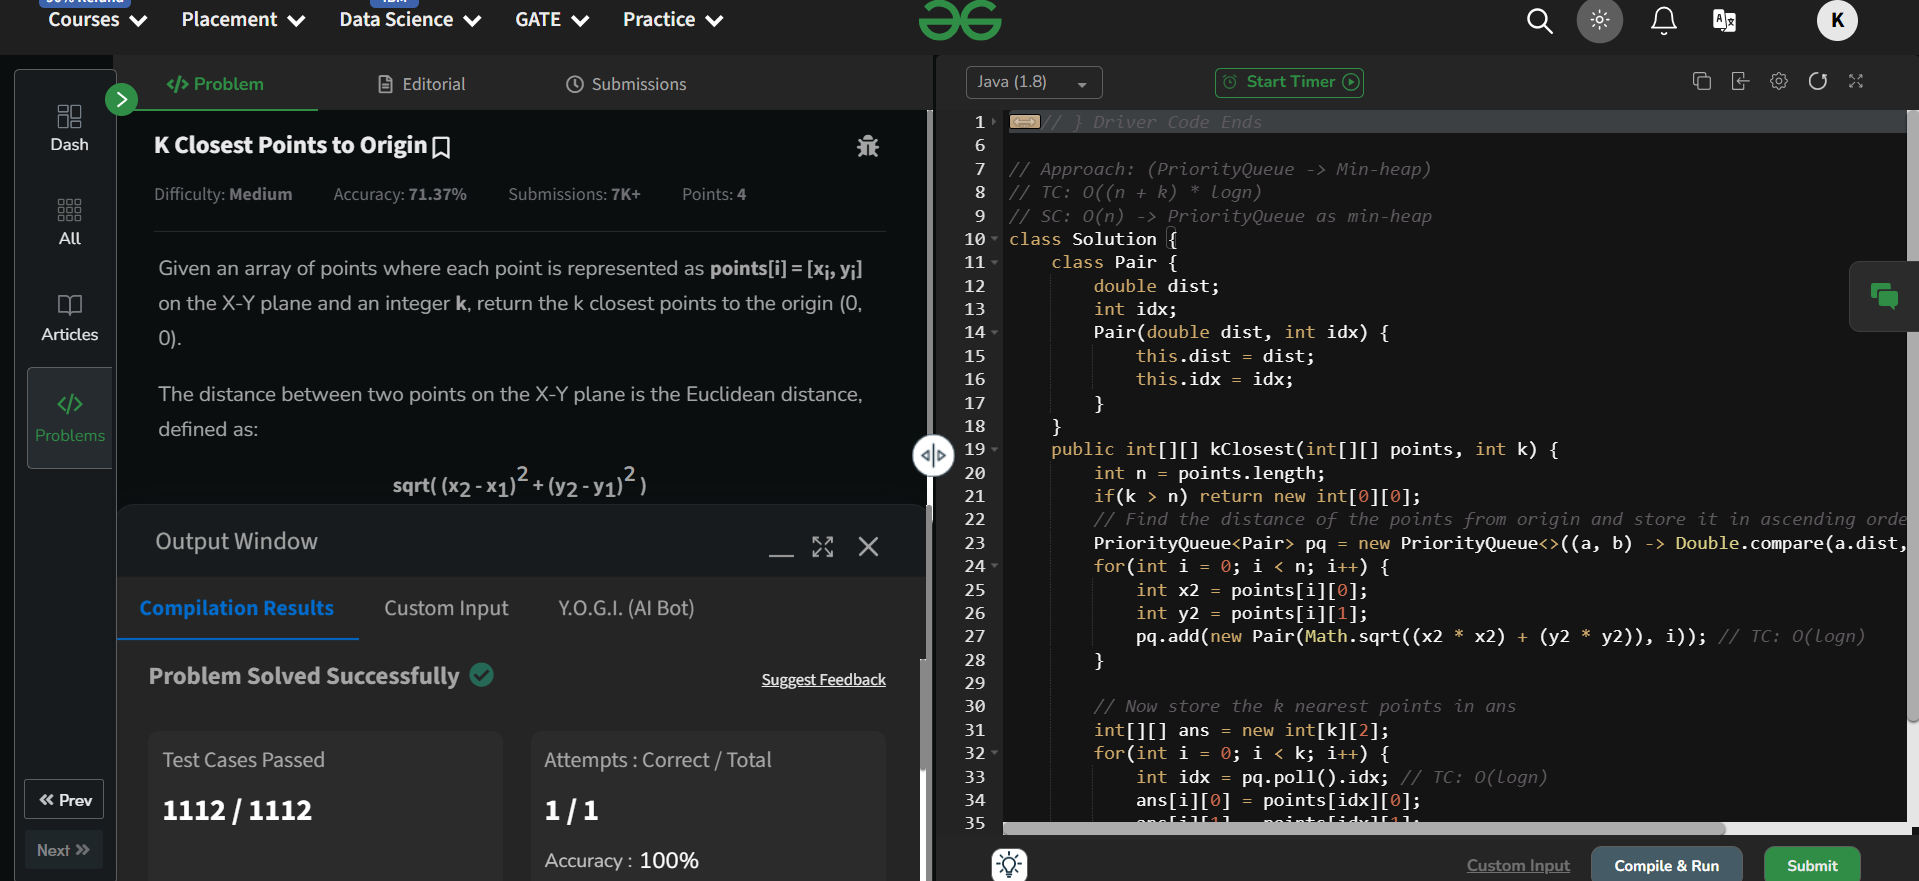 Courses
Placement
Data Science
GATE
Practice
K
Dash
All
Articles
Problems
Prev
Next
Problem
Editorial
Submissions
K Closest Points to Origin
Difficulty: Medium Accuracy: 71.37% Submissions: 7K+ Points: 4
Given an array of points where each point is represented as points[i] = [xi, yi]
on the X-Y plane and an integer k, return the k closest points to the origin (0,
0).
The distance between two points on the X-Y plane is the Euclidean distance,
defined as:
sqrt( (x2 - x1)2 + (y2 - y1)2 )
Output Window
Compilation Results
Custom Input
Y.O.G.I. (AI Bot)
Problem Solved Successfully
Suggest Feedback
Test Cases Passed
1112 / 1112
Attempts : Correct / Total
1 / 1
Accuracy : 100%
Java (1.8)
Start Timer
1 // } Driver Code Ends
6
7 // Approach: (PriorityQueue -> Min-heap)
8 // TC: O((n + k) * logn)
9 // SC: O(n) -> PriorityQueue as min-heap
10 class Solution {
11 class Pair {
12 double dist;
13 int idx;
14 Pair(double dist, int idx) {
15 this.dist = dist;
16 this.idx = idx;
17 }
18 }
19 public int[][] kClosest(int[][] points, int k) {
20 int n = points.length;
21 if(k > n) return new int[0][0];
22 // Find the distance of the points from origin and store it in ascending orde
23 PriorityQueue<Pair> pq = new PriorityQueue<>((a, b) -> Double.compare(a.dist,
24 for(int i = 0; i < n; i++) {
25 int x2 = points[i][0];
26 int y2 = points[i][1];
27 pq.add(new Pair(Math.sqrt((x2 * x2) + (y2 * y2)), i)); // TC: O(logn)
28 }
29
30 // Now store the k nearest points in ans
31 int[][] ans = new int[k][2];
32 for(int i = 0; i < k; i++) {
33 int idx = pq.poll().idx; // TC: O(logn)
34 ans[i][0] = points[idx][0];
35 ans[i][1] = points[idx][1];
Custom Input
Compile & Run
Submit